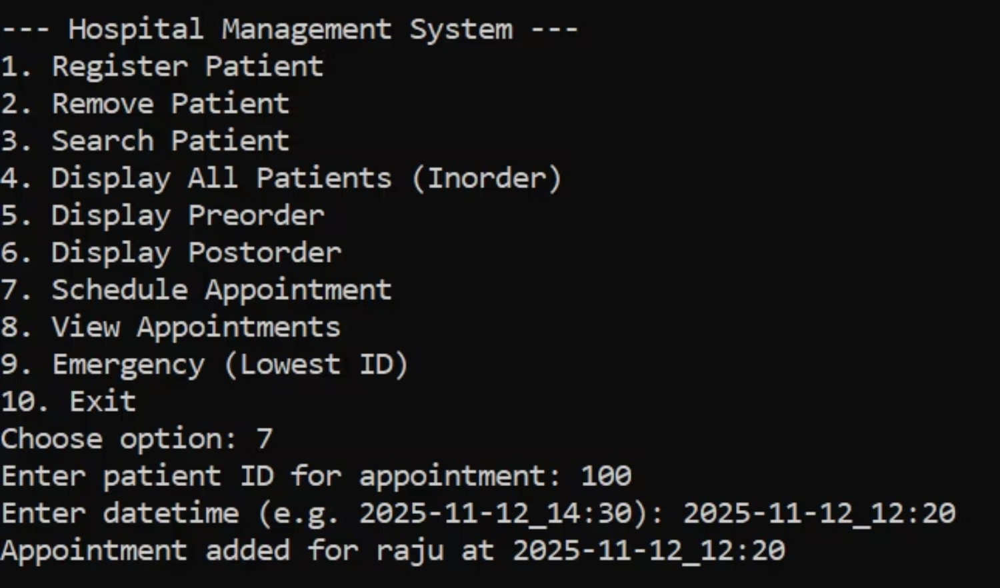 --- Hospital Management System ---
1. Register Patient
2. Remove Patient
3. Search Patient
4. Display All Patients (Inorder)
5. Display Preorder
6. Display Postorder
7. Schedule Appointment
8. View Appointments
9. Emergency (Lowest ID)
10. Exit
Choose option: 7
Enter patient ID for appointment: 100
Enter datetime (e.g. 2025-11-12_14:30): 2025-11-12_12:20
Appointment added for raju at 2025-11-12_12:20